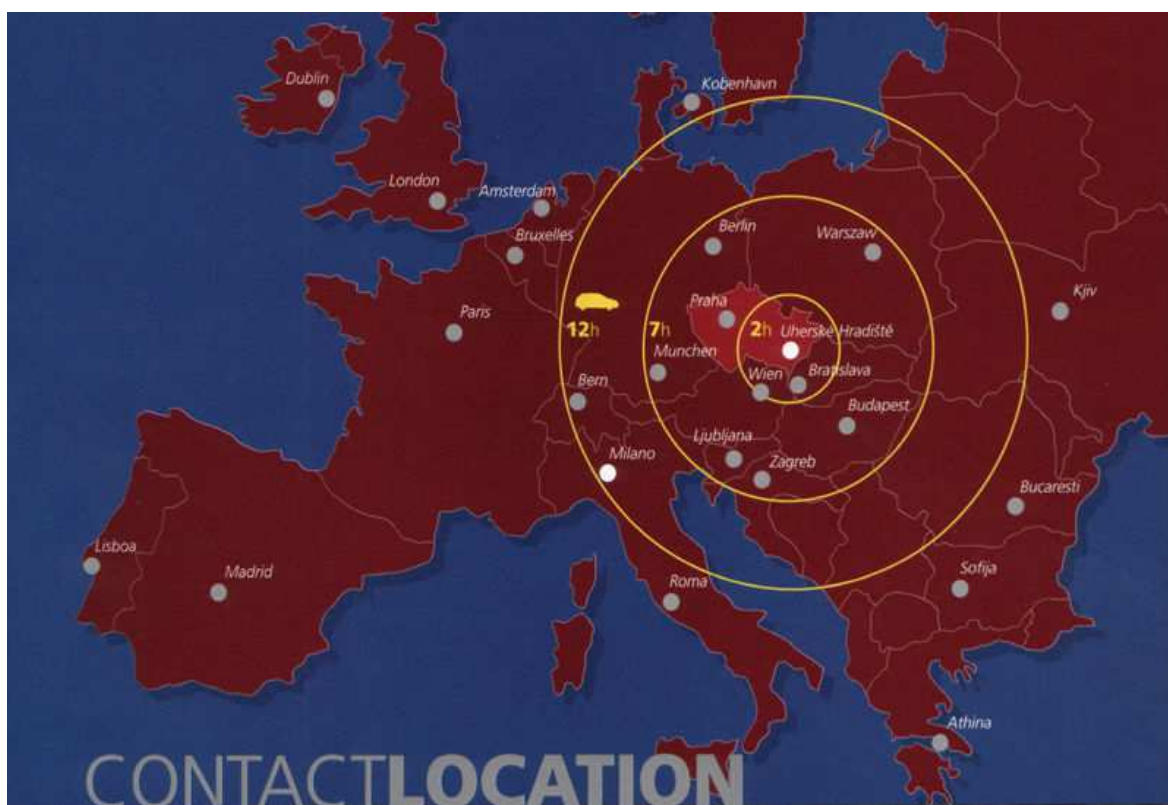 Dublin
Kobenhavn
London
Amsterdam
Bruxelles
Berlin
Warszaw
Paris
Praha
Kjiv
12h
7h
2h
Uherské Hradiště
Munchen
Wien
Bratislava
Bern
Budapest
Ljubljana
Milano
Zagreb
Bucaresti
Lisboa
Madrid
Roma
Sofija
Athina
CONTACTLOCATION